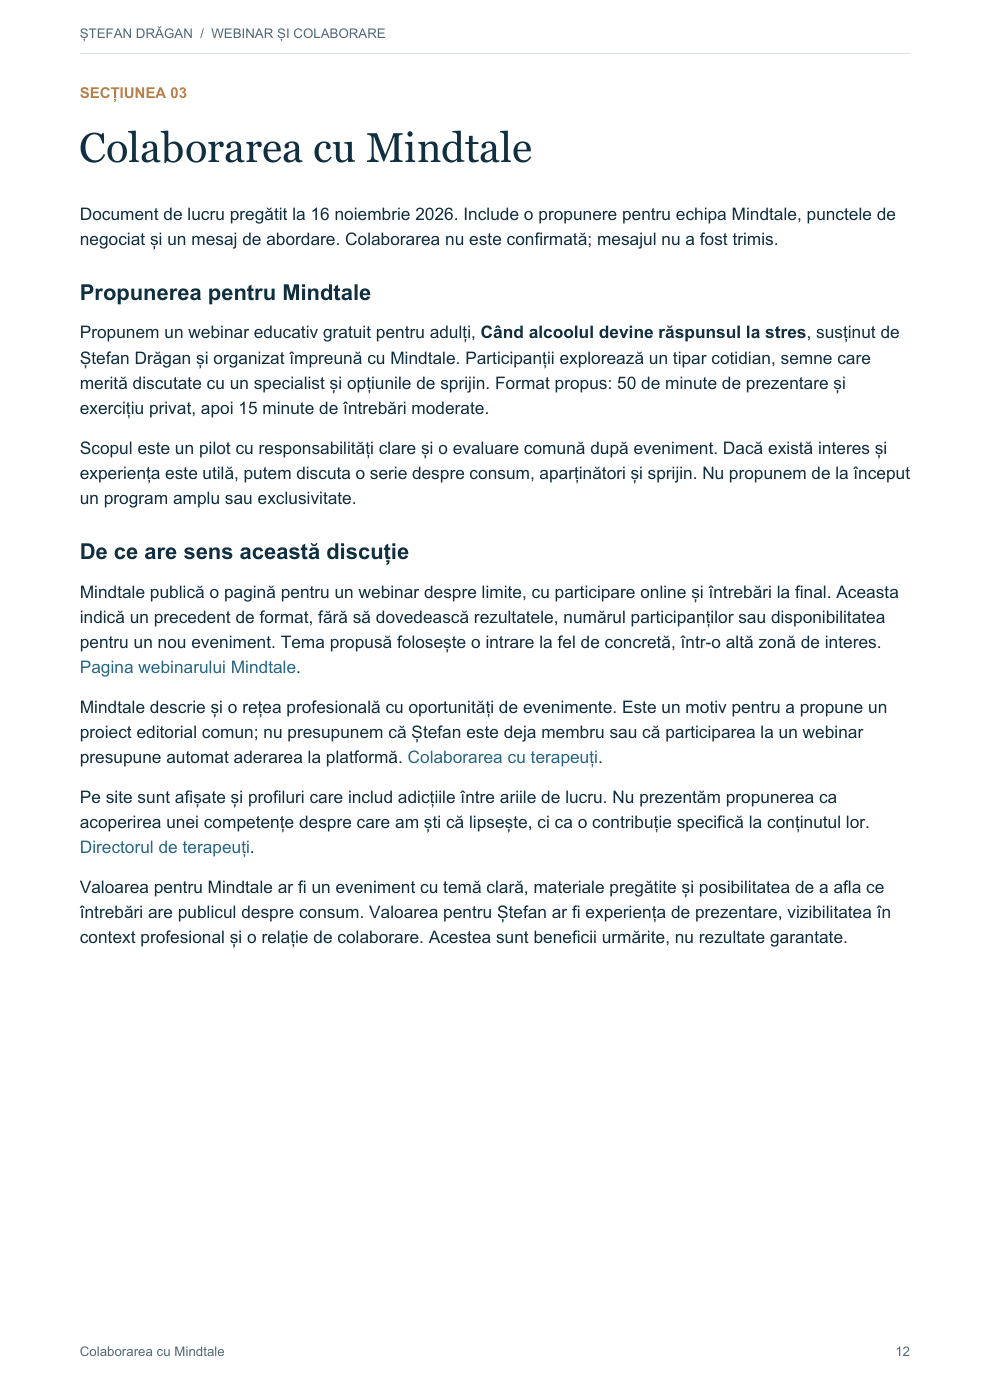 ȘTEFAN DRĂGAN / WEBINAR ȘI COLABORARE
SECȚIUNEA 03
Colaborarea cu Mindtale
Document de lucru pregătit la 16 noiembrie 2026. Include o propunere pentru echipa Mindtale, punctele de
negociat și un mesaj de abordare. Colaborarea nu este confirmată; mesajul nu a fost trimis.
Propunerea pentru Mindtale
Propunem un webinar educativ gratuit pentru adulți, Când alcoolul devine răspunsul la stres, susținut de
Ștefan Drăgan și organizat împreună cu Mindtale. Participanții explorează un tipar cotidian, semne care
merită discutate cu un specialist și opțiunile de sprijin. Format propus: 50 de minute de prezentare și
exercițiu privat, apoi 15 minute de întrebări moderate.
Scopul este un pilot cu responsabilități clare și o evaluare comună după eveniment. Dacă există interes și
experiența este utilă, putem discuta o serie despre consum, aparținători și sprijin. Nu propunem de la început
un program amplu sau exclusivitate.
De ce are sens această discuție
Mindtale publică o pagină pentru un webinar despre limite, cu participare online și întrebări la final. Aceasta
indică un precedent de format, fără să dovedească rezultatele, numărul participanților sau disponibilitatea
pentru un nou eveniment. Tema propusă folosește o intrare la fel de concretă, într-o altă zonă de interes.
Pagina webinarului Mindtale.
Mindtale descrie și o rețea profesională cu oportunități de evenimente. Este un motiv pentru a propune un
proiect editorial comun; nu presupunem că Ștefan este deja membru sau că participarea la un webinar
presupune automat aderarea la platformă. Colaborarea cu terapeuți.
Pe site sunt afișate și profiluri care includ adicțiile între ariile de lucru. Nu prezentăm propunerea ca
acoperirea unei competențe despre care am ști că lipsește, ci ca o contribuție specifică la conținutul lor.
Directorul de terapeuți.
Valoarea pentru Mindtale ar fi un eveniment cu temă clară, materiale pregătite și posibilitatea de a afla ce
întrebări are publicul despre consum. Valoarea pentru Ștefan ar fi experiența de prezentare, vizibilitatea în
context profesional și o relație de colaborare. Acestea sunt beneficii urmărite, nu rezultate garantate.
Colaborarea cu Mindtale
12